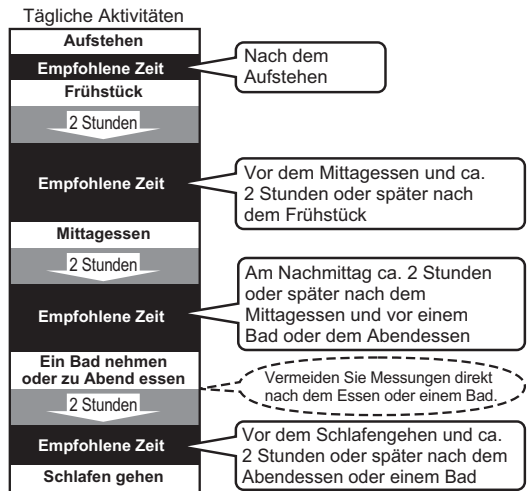 Tägliche Aktivitäten
Aufstehen
Empfohlene Zeit
Nach dem
Aufstehen
Frühstück
2 Stunden
Empfohlene Zeit
Vor dem Mittagessen und ca.
2 Stunden oder später nach
dem Frühstück
Mittagessen
2 Stunden
Empfohlene Zeit
Am Nachmittag ca. 2 Stunden
oder später nach dem
Mittagessen und vor einem
Bad oder dem Abendessen
Ein Bad nehmen
oder zu Abend essen
Vermeiden Sie Messungen direkt
nach dem Essen oder einem Bad.
2 Stunden
Empfohlene Zeit
Vor dem Schlafengehen und ca.
2 Stunden oder später nach dem
Abendessen oder einem Bad
Schlafen gehen